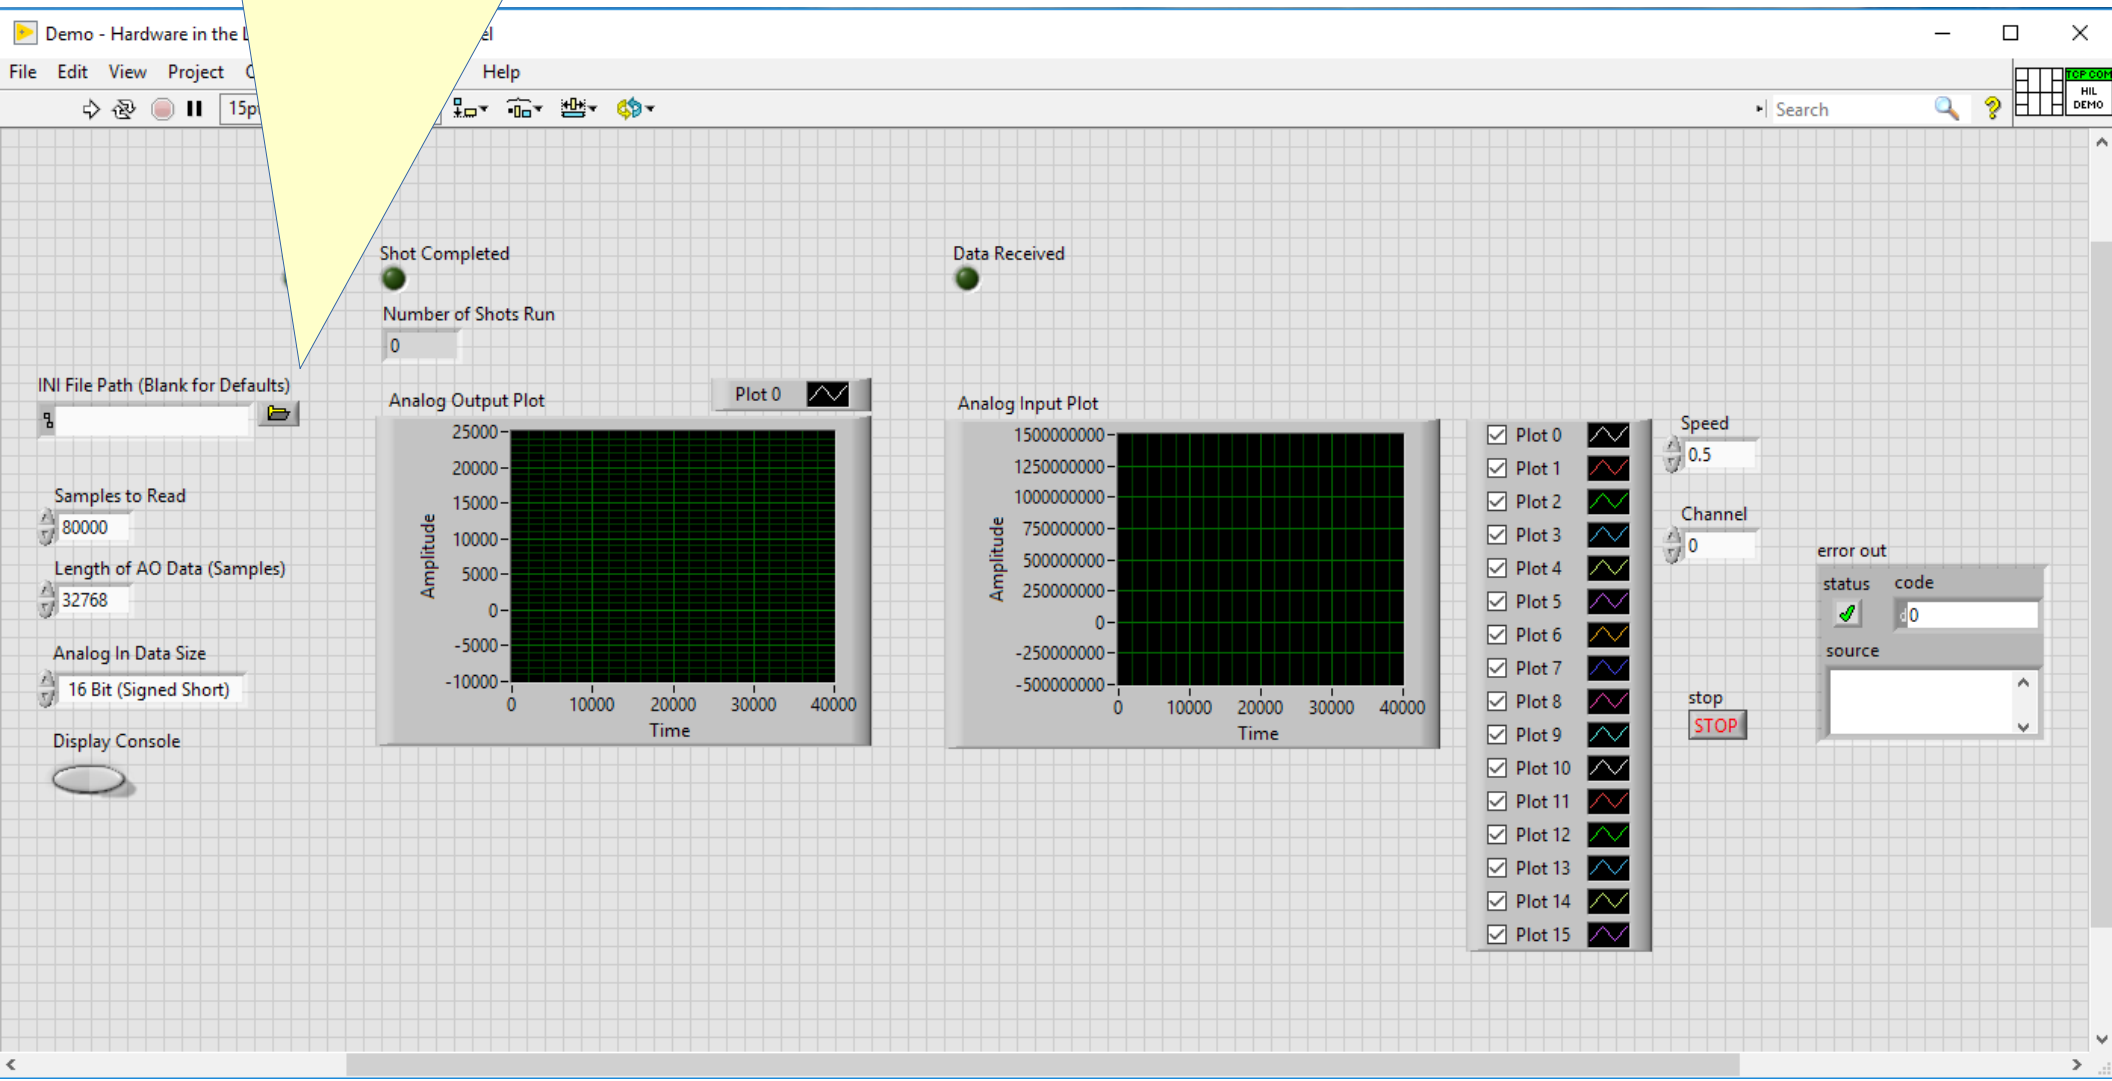 Demo - Hardware in the
File Edit View Project Help
Search
TOP COM
HIL
DEMO
Shot Completed
Data Received
Number of Shots Run
0
INI File Path (Blank for Defaults)
Samples to Read
80000
Length of AO Data (Samples)
32768
Analog In Data Size
16 Bit (Signed Short)
Display Console
Analog Output Plot
Plot 0
Amplitude
25000
20000
15000
10000
5000
0
-5000
-10000
0 10000 20000 30000 40000
Time
Analog Input Plot
Amplitude
1500000000
1250000000
1000000000
750000000
500000000
250000000
0
-250000000
-500000000
0 10000 20000 30000 40000
Time
Plot 0
Plot 1
Plot 2
Plot 3
Plot 4
Plot 5
Plot 6
Plot 7
Plot 8
Plot 9
Plot 10
Plot 11
Plot 12
Plot 13
Plot 14
Plot 15
Speed
0.5
Channel
0
stop
STOP
error out
status code
d0
source